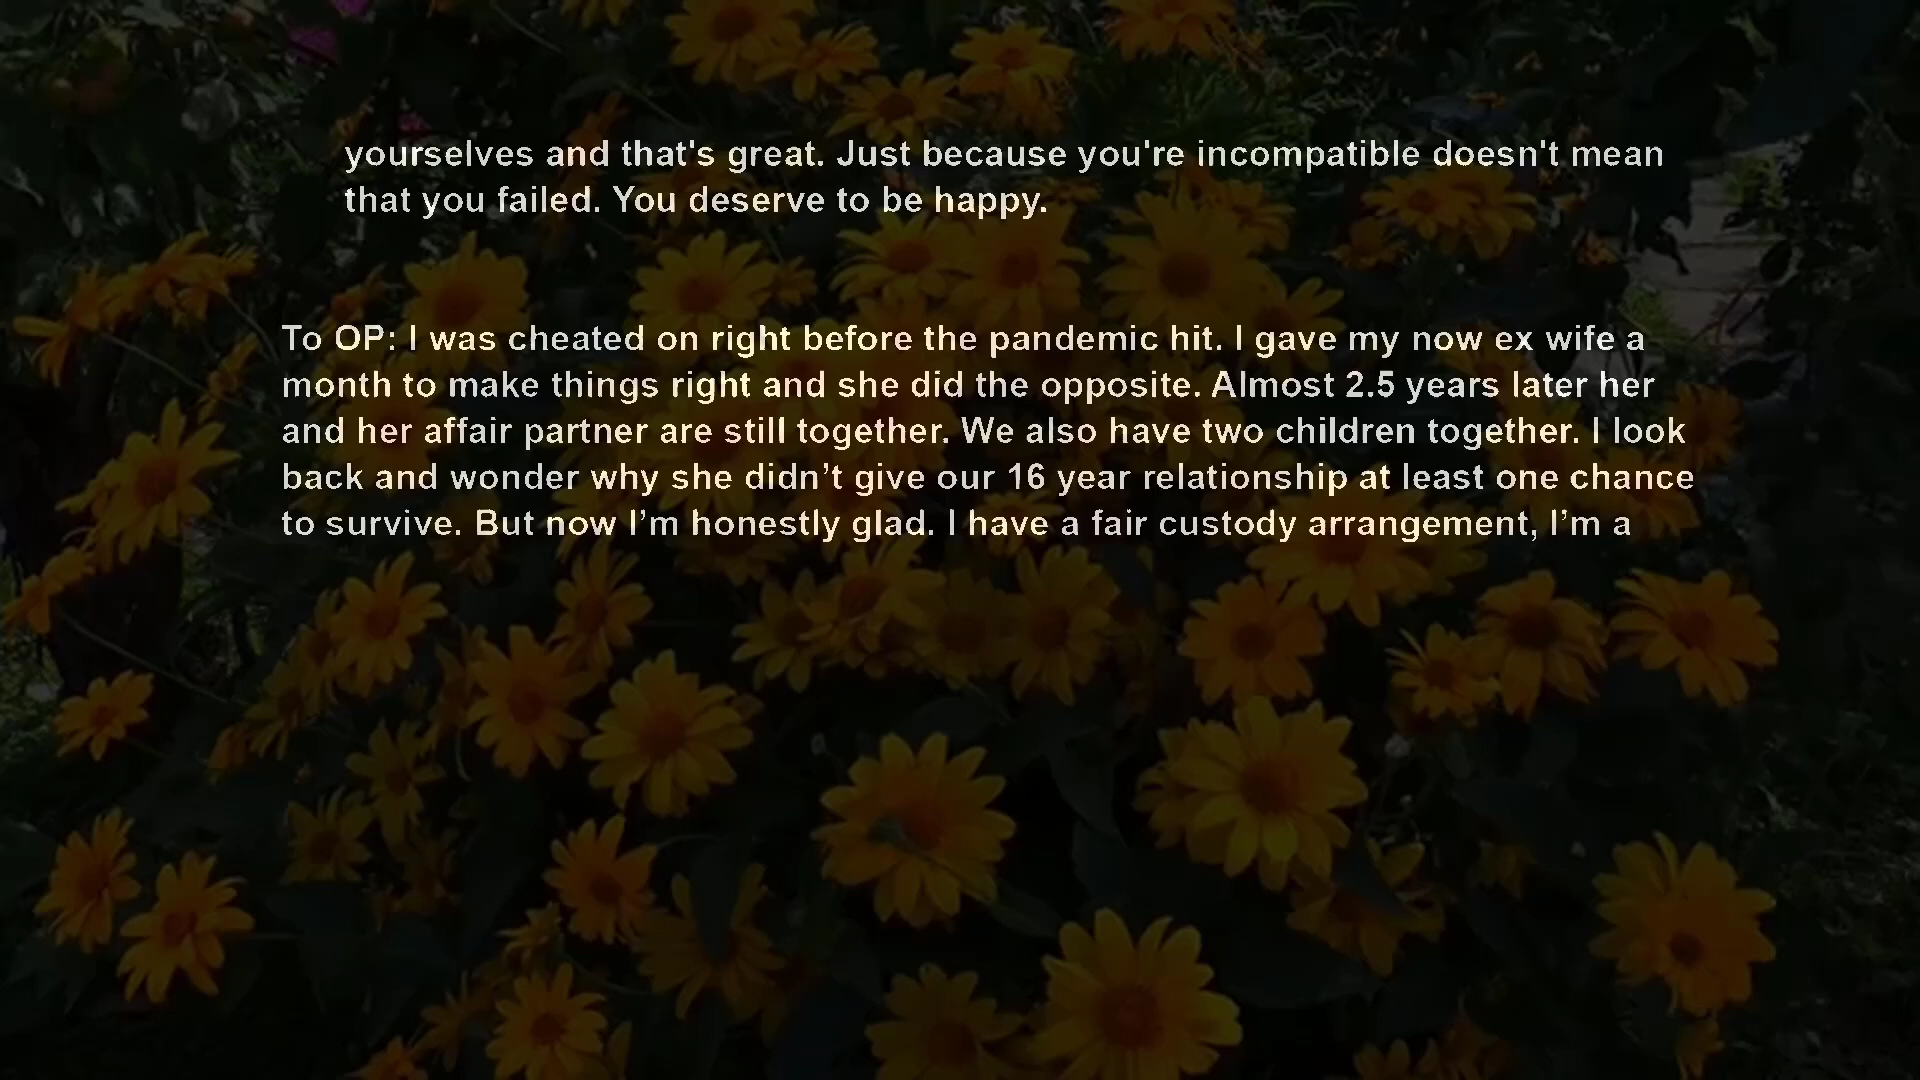 yourselves and that's great. Just because you're incompatible doesn't mean
that you failed. You deserve to be happy.
To OP: I was cheated on right before the pandemic hit. I gave my now ex wife a
month to make things right and she did the opposite. Almost 2.5 years later her
and her affair partner are still together. We also have two children together. I look
back and wonder why she didn’t give our 16 year relationship at least one chance
to survive. But now I’m honestly glad. I have a fair custody arrangement, I’m a